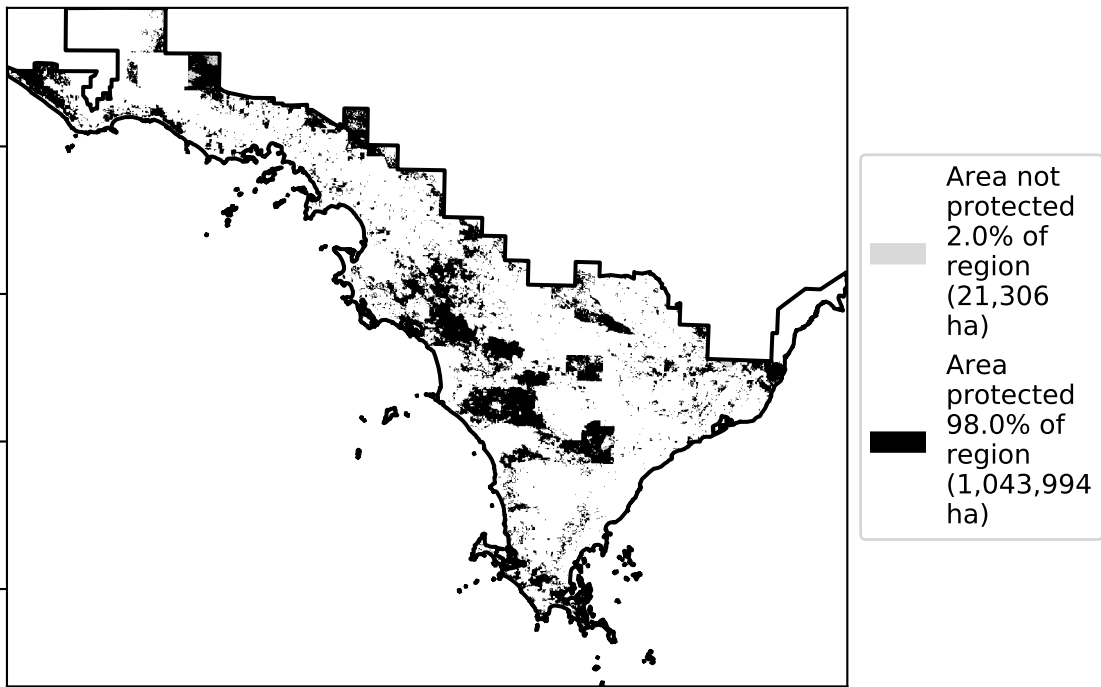 Area not
protected
2.0% of
region
(21,306
ha)
Area
protected
98.0% of
region
(1,043,994
ha)